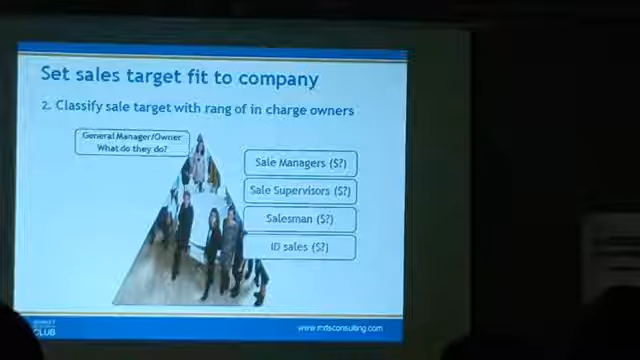 Set sales target fit to company
2. Classify sale target with rang of in charge owners
General Manager/Owner
What do they do?
Sale Managers ($?)
Sale Supervisors ($?)
Salesman ($?)
ID sales ($?)
CLUB
www.mrtsconsulting.com